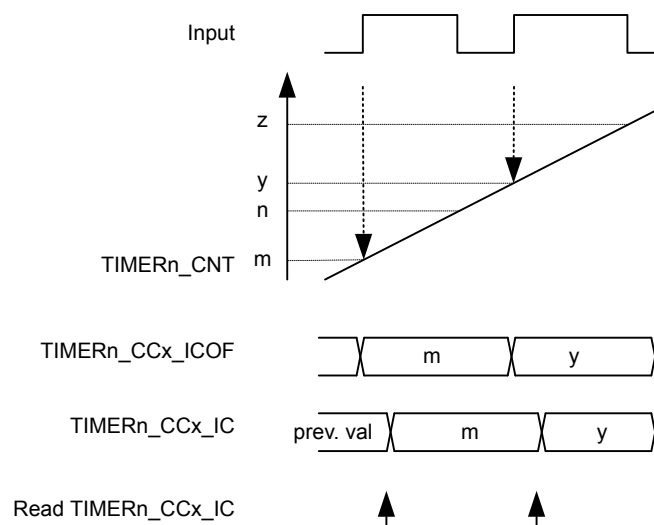 Input
z
y
n
TIMERn_CNT m
TIMERn_CCx_ICOF m y
TIMERn_CCx_IC prev. val m y
Read TIMERn_CCx_IC